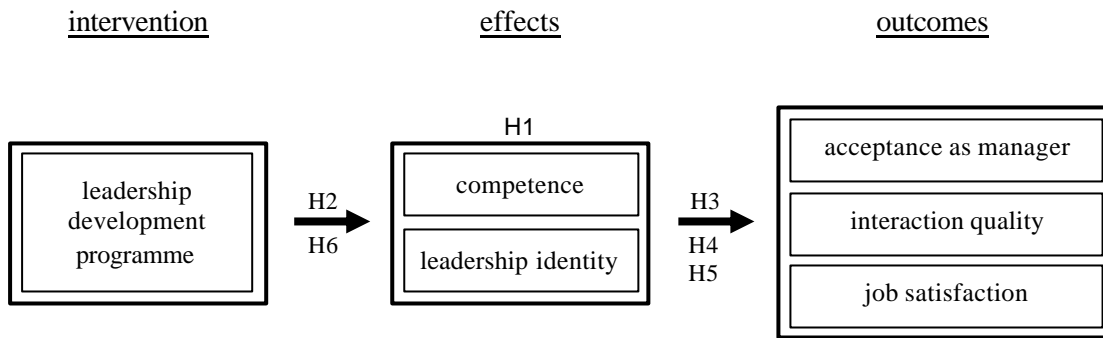 intervention
effects
outcomes
H1
leadership
development
programme
H2
H6
competence
leadership identity
H3
H4
H5
acceptance as manager
interaction quality
job satisfaction